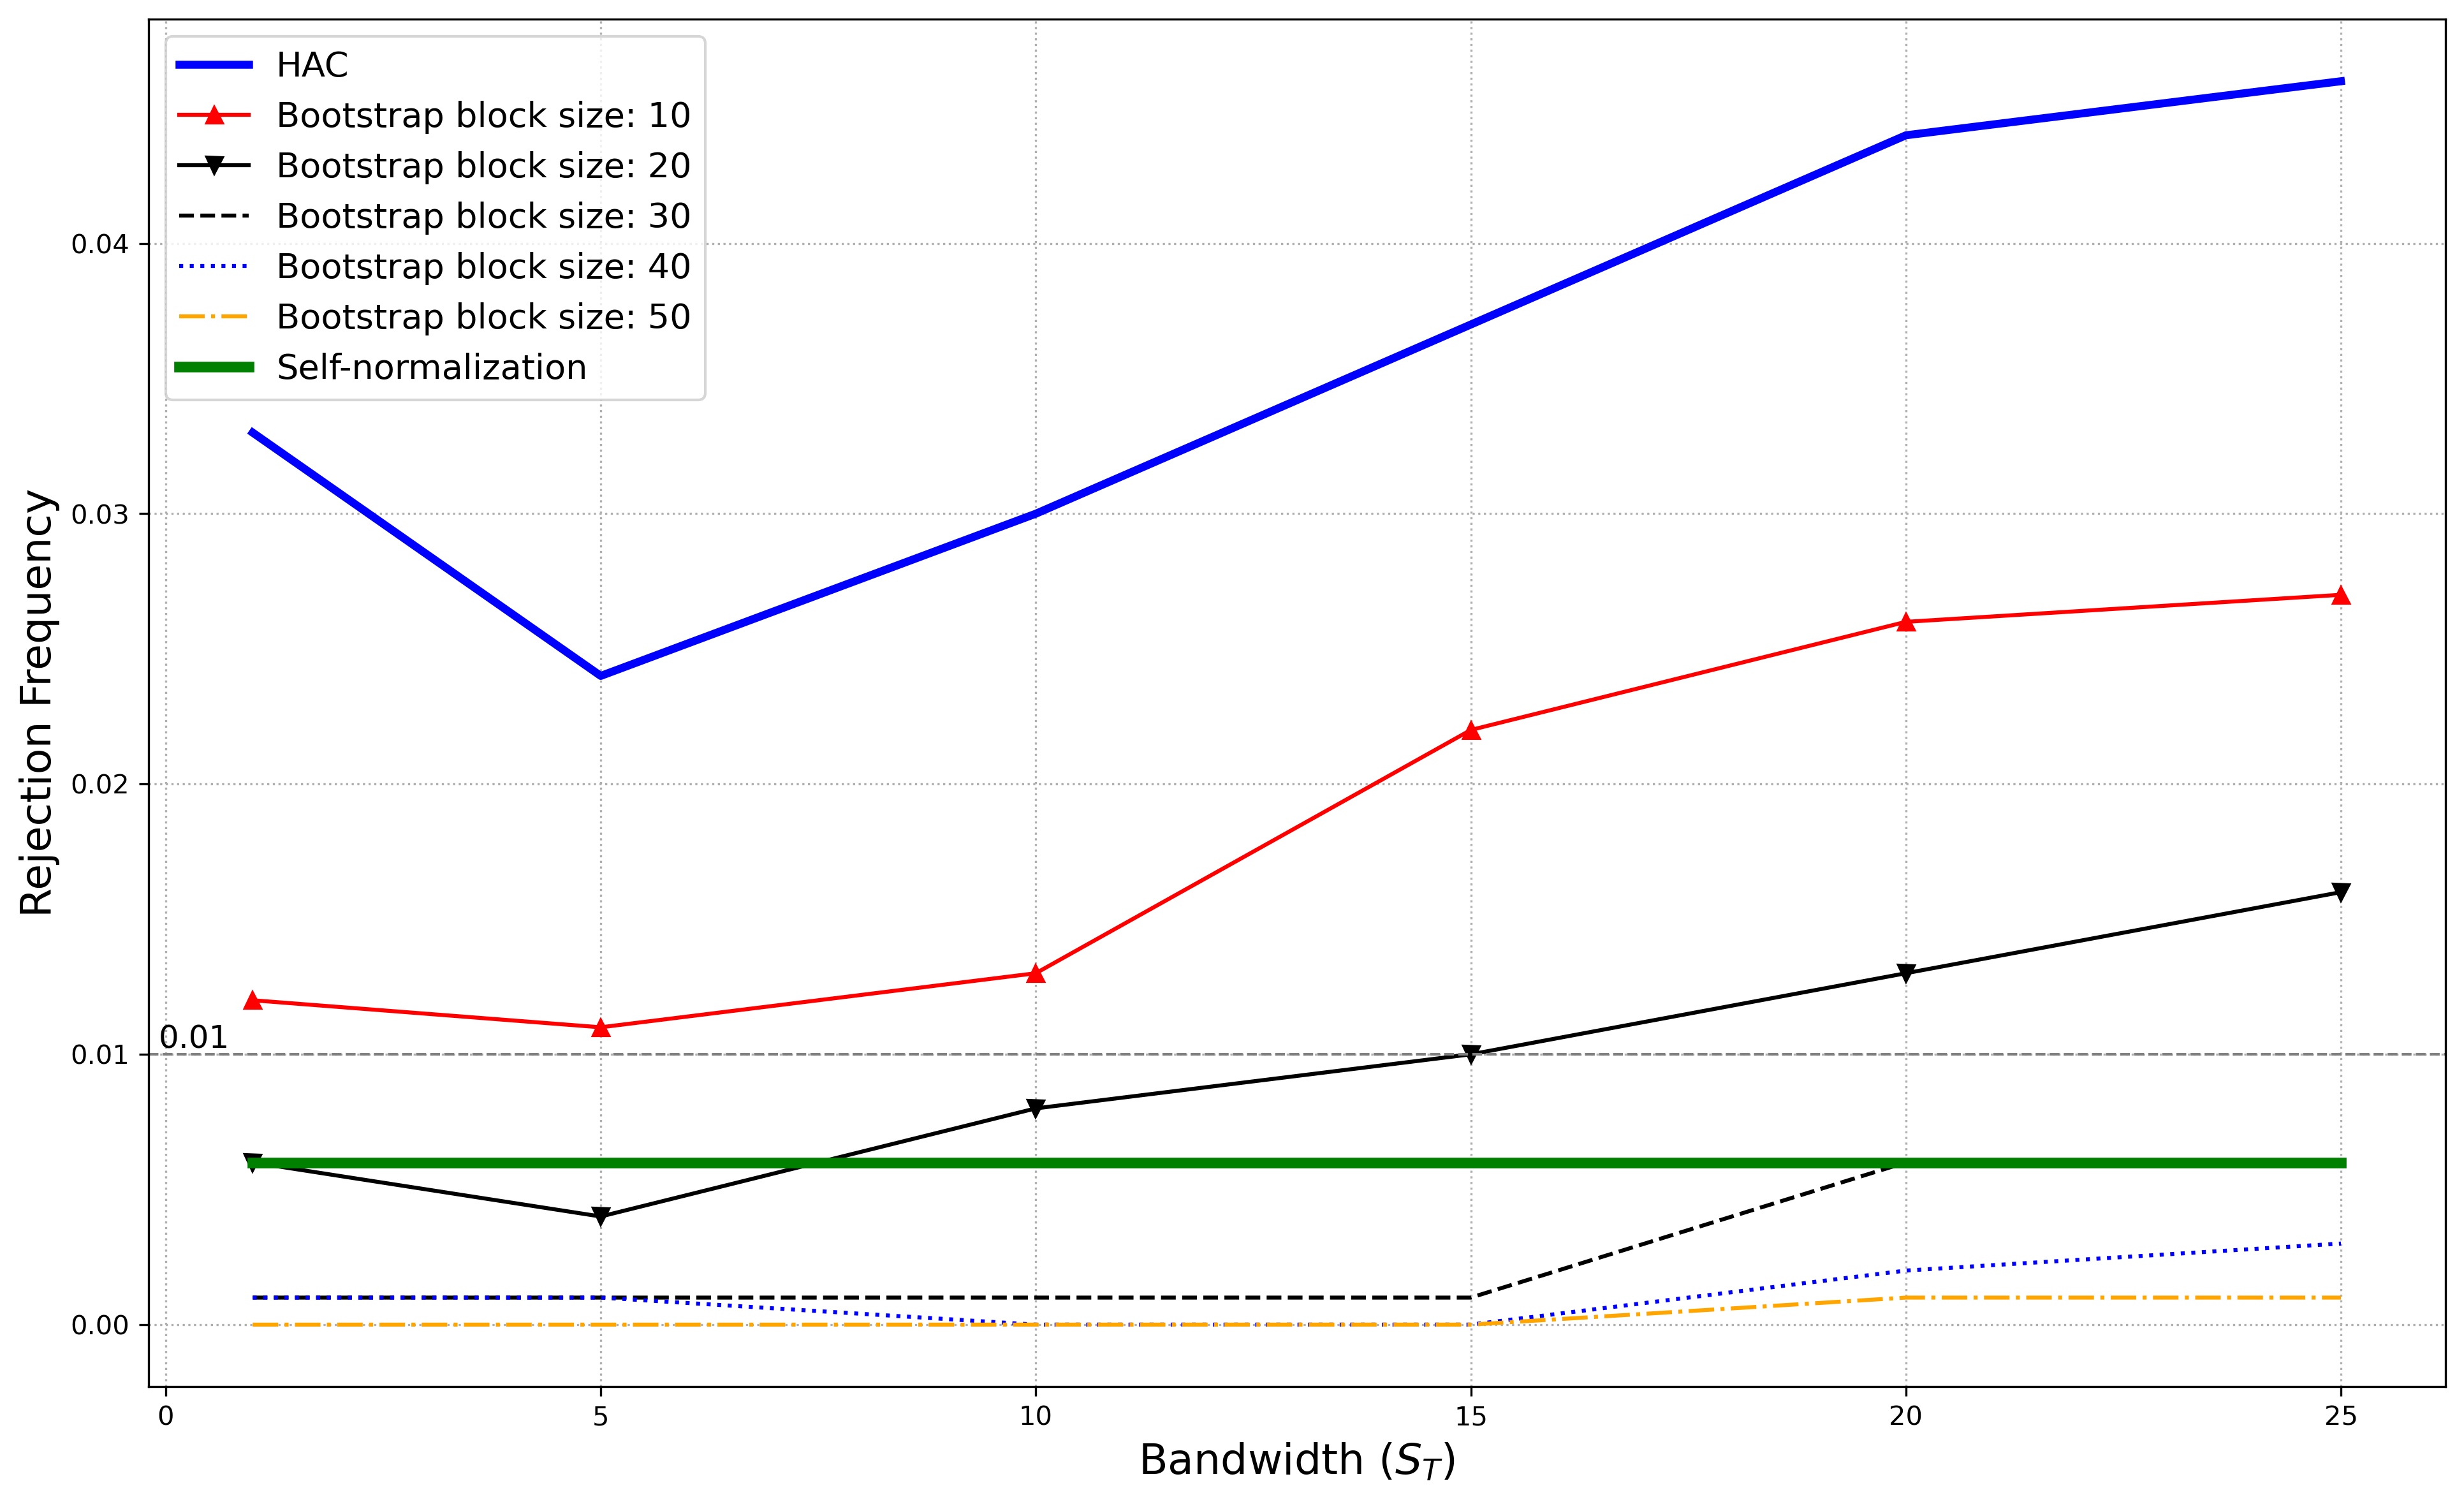 HAC
Bootstrap block size: 10
Bootstrap block size: 20
Bootstrap block size: 30
Bootstrap block size: 40
Bootstrap block size: 50
Self-normalization
Rejection Frequency
0.04
0.03
0.02
0.01
0.01
0.00
0 5 10 15 20 25
Bandwidth (S_T)